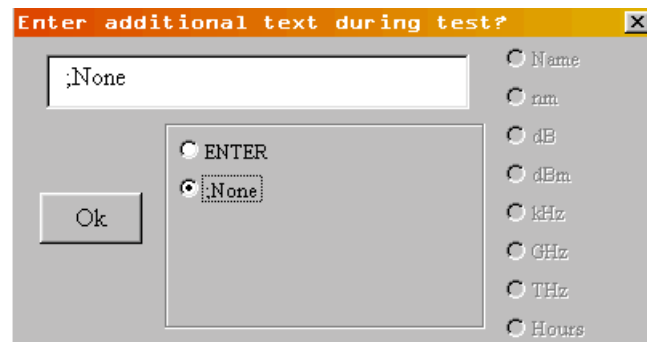 Enter additional text during test?
;None
ENTER
;None
Ok
Name
nm
dB
dBm
kHz
GHz
THz
Hours